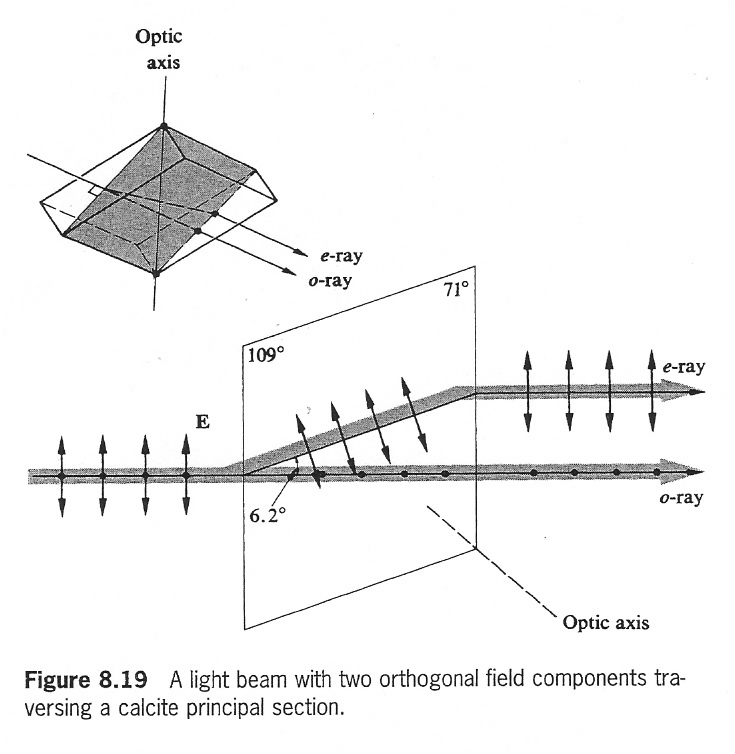 Optic
axis
e-ray
o-ray
71°
109°
E
e-ray
6.2°
o-ray
Optic axis
Figure 8.19 A light beam with two orthogonal field components tra-
versing a calcite principal section.